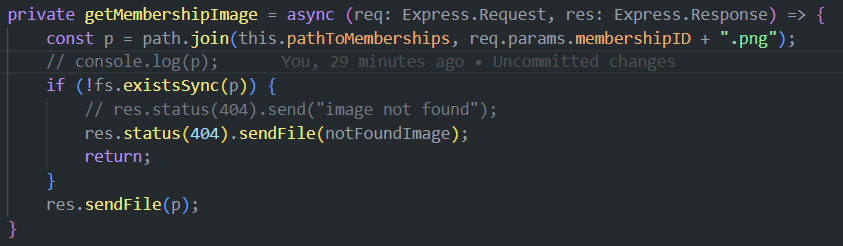 private getMembershipImage = async (req: Express.Request, res: Express.Response) => {
    const p = path.join(this.pathToMemberships, req.params.membershipID + ".png");
    // console.log(p);    You, 29 minutes ago • Uncommitted changes
    if (!fs.existsSync(p)) {
        // res.status(404).send("image not found");
        res.status(404).sendFile(notFoundImage);
        return;
    }
    res.sendFile(p);
}